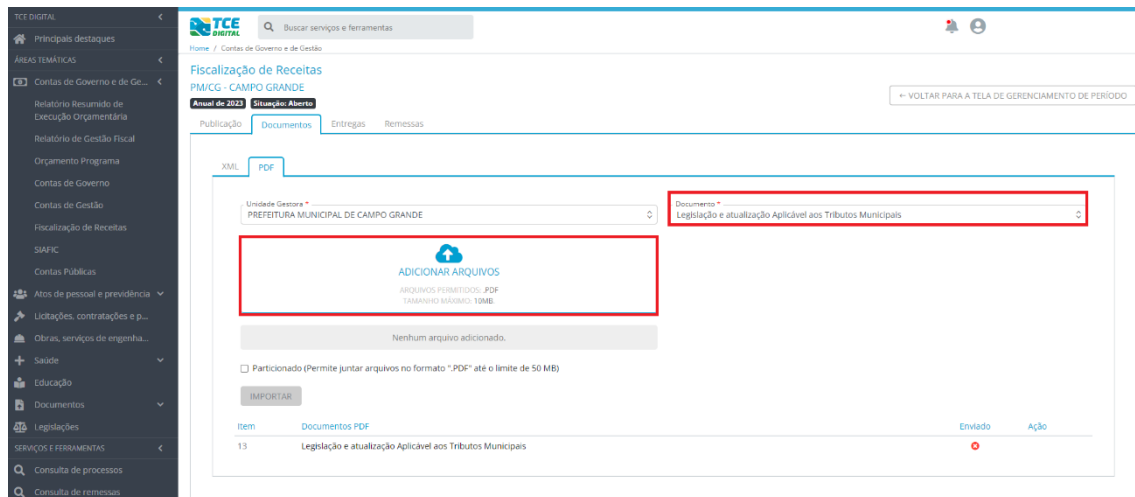 TCE DIGITAL
Principais destaques
ÁREAS TEMÁTICAS
Contas de Governo e de Ge...
Relatório Resumido de
Execução Orçamentária
Relatório de Gestão Fiscal
Orçamento Programa
Contas de Governo
Contas de Gestão
Fiscalização de Receitas
SIAFIC
Contas Públicas
Atos de pessoal e previdência
Licitações, contratações e p...
Obras, serviços de engenha...
Saúde
Educação
Documentos
Legislações
SERVIÇOS E FERRAMENTAS
Consulta de processos
Consulta de remessas
TCE
DIGITAL
Buscar serviços e ferramentas
Home / Contas de Governo e de Gestão
Fiscalização de Receitas
PM/CG - CAMPO GRANDE
Anual de 2023 Situação: Aberto
← VOLTAR PARA A TELA DE GERENCIAMENTO DE PERÍODO
Publicação Documentos Entregas Remessas
XML PDF
Unidade Gestora *
PREFEITURA MUNICIPAL DE CAMPO GRANDE
Documento *
Legislação e atualização Aplicável aos Tributos Municipais
ADICIONAR ARQUIVOS
ARQUIVOS PERMITIDOS: .PDF
TAMANHO MÁXIMO: 10MB.
Nenhum arquivo adicionado.
Particionado (Permite juntar arquivos no formato ".PDF" até o limite de 50 MB)
IMPORTAR
Item Documentos PDF Enviado Ação
13 Legislação e atualização Aplicável aos Tributos Municipais